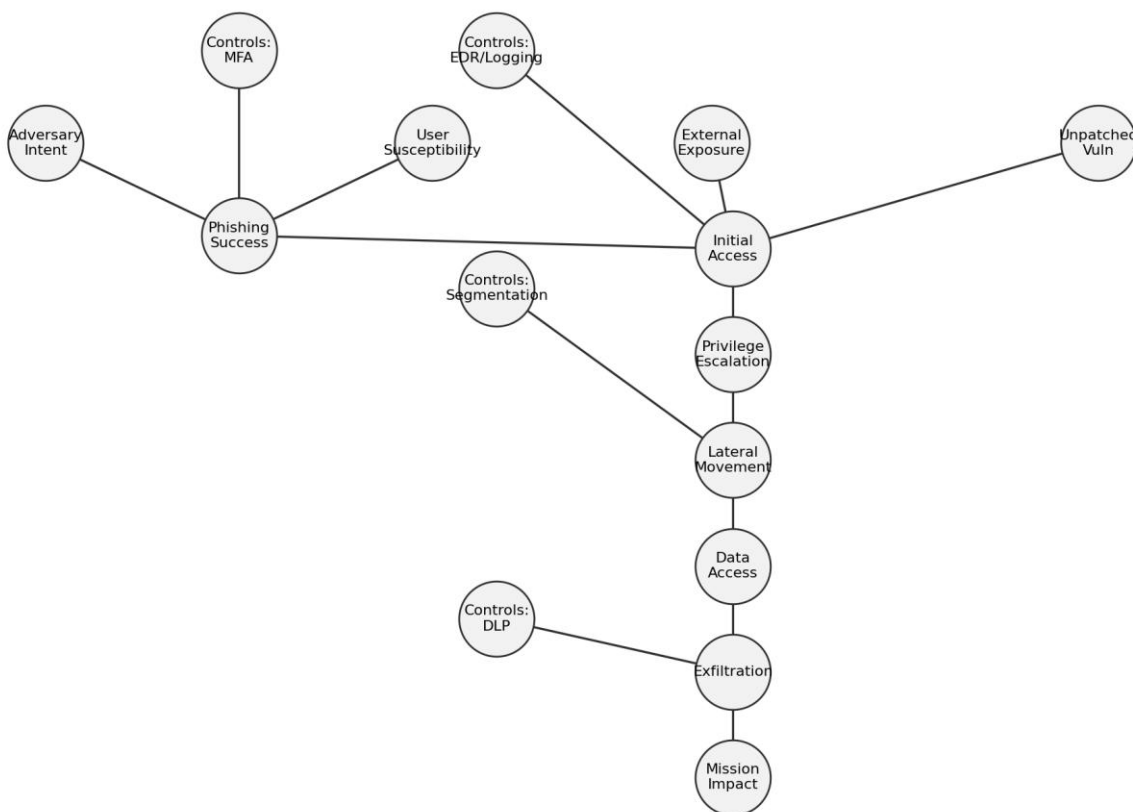 Controls:
MFA
Controls:
EDR/Logging
Adversary
Intent
User
Susceptibility
External
Exposure
Unpatched
Vuln
Phishing
Success
Initial
Access
Controls:
Segmentation
Privilege
Escalation
Lateral
Movement
Data
Access
Controls:
DLP
Exfiltration
Mission
Impact